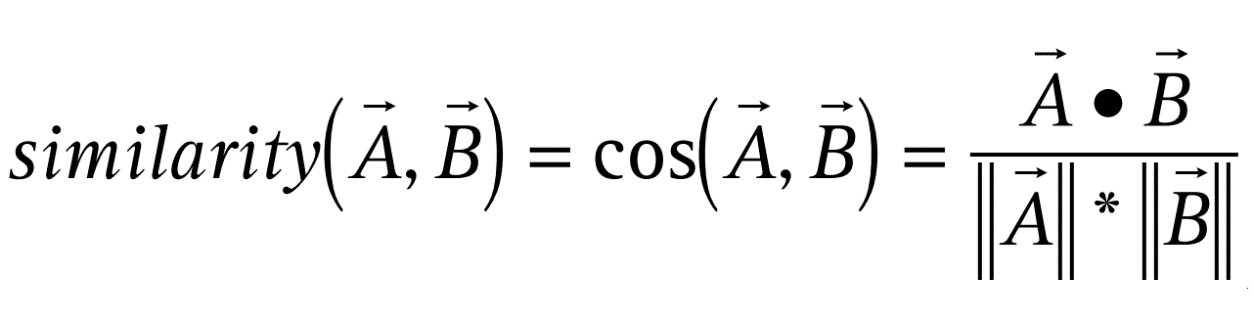 similarity(A⃗, B⃗) = cos(A⃗, B⃗) = (A⃗ • B⃗) / (‖A⃗‖ * ‖B⃗‖)